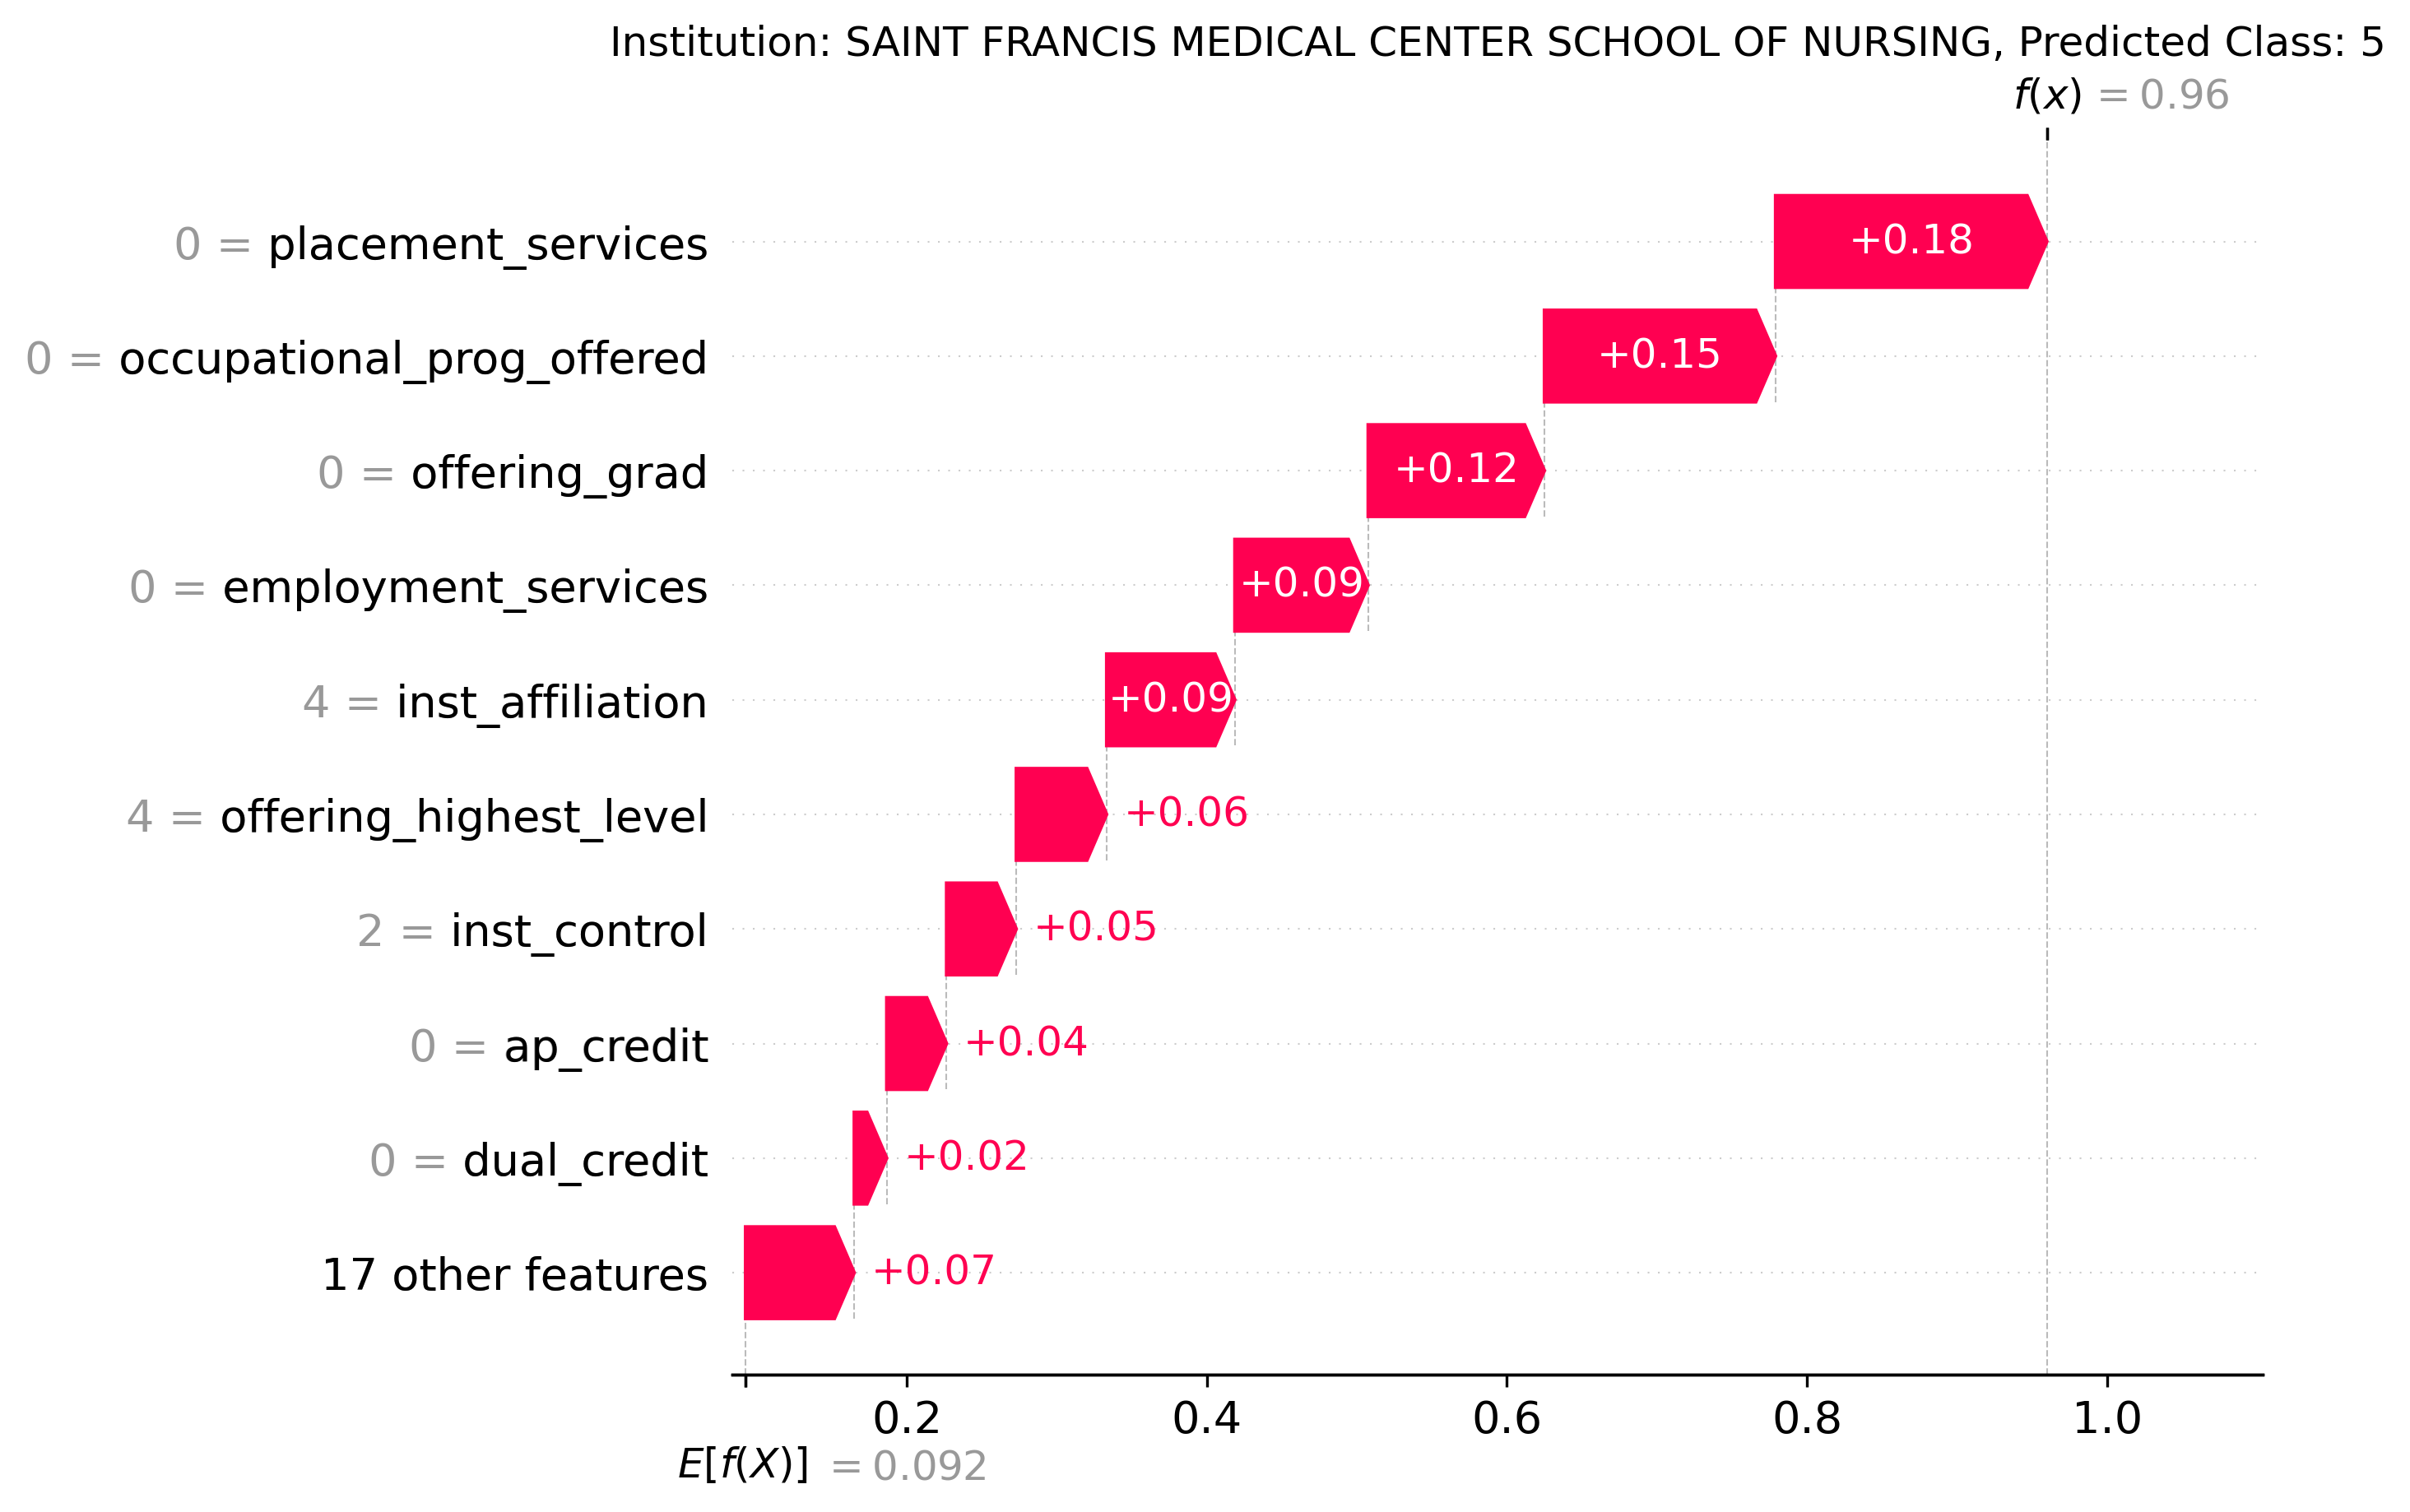 Institution: SAINT FRANCIS MEDICAL CENTER SCHOOL OF NURSING, Predicted Class: 5
f(x) = 0.96
0 = placement_services +0.18
0 = occupational_prog_offered +0.15
0 = offering_grad +0.12
0 = employment_services +0.09
4 = inst_affiliation +0.09
4 = offering_highest_level +0.06
2 = inst_control +0.05
0 = ap_credit +0.04
0 = dual_credit +0.02
17 other features +0.07
0.2 0.4 0.6 0.8 1.0
E[f(X)] = 0.092